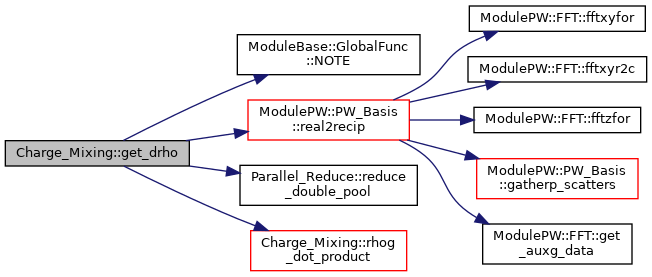 Charge_Mixing::get_drho
ModuleBase::GlobalFunc
::NOTE
ModulePW::PW_Basis
::real2recip
Parallel_Reduce::reduce
_double_pool
Charge_Mixing::rhog
_dot_product
ModulePW::FFT::fftxyfor
ModulePW::FFT::fftxyr2c
ModulePW::FFT::fftzfor
ModulePW::PW_Basis
::gatherp_scatters
ModulePW::FFT::get
_auxg_data